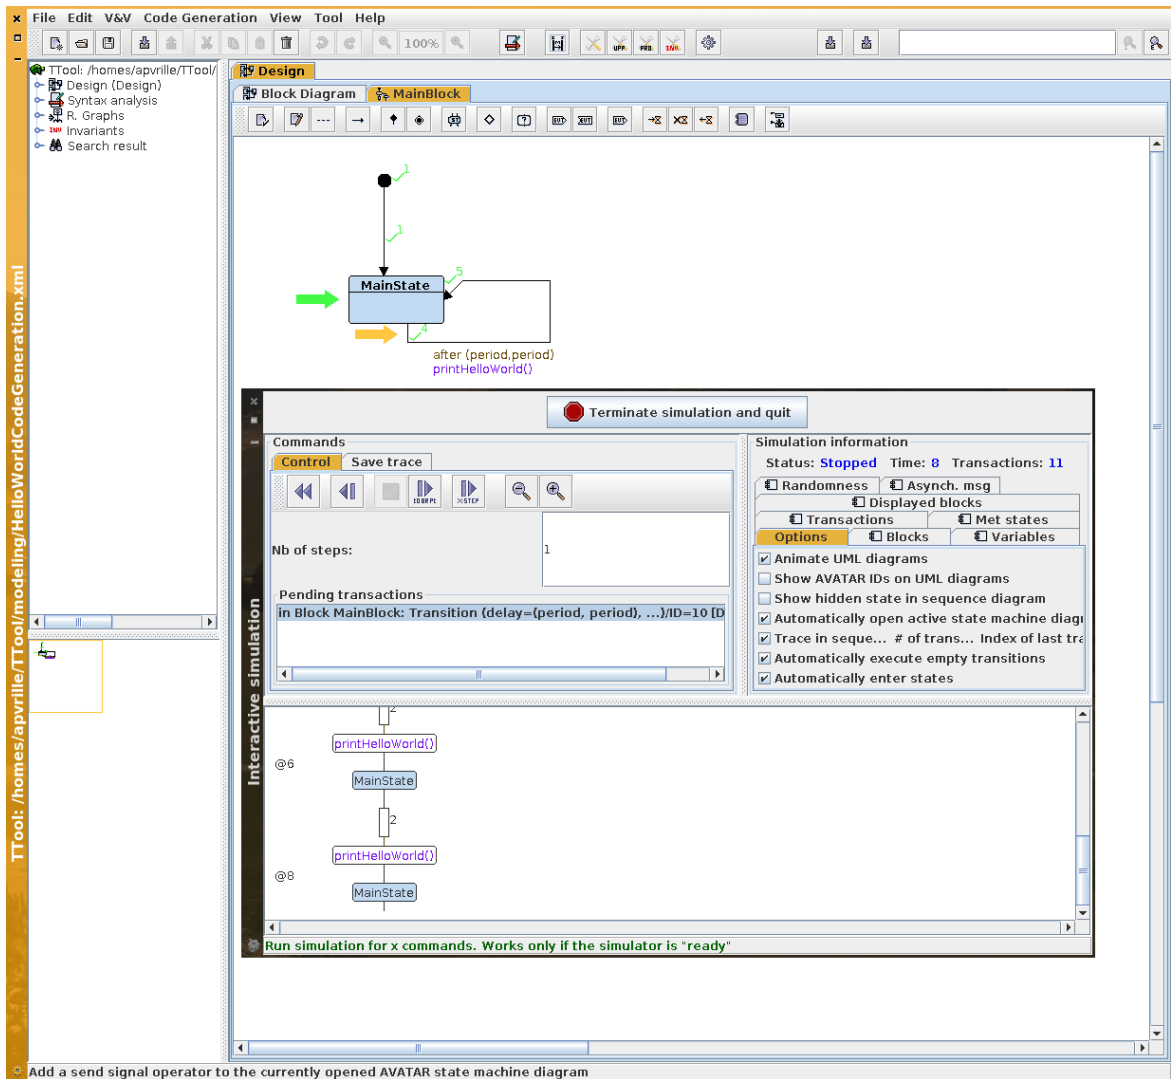 File Edit V&V Code Generation View Tool Help
100%
TTool: /homes/apvrille/TTool/modeling/HelloWorldCodeGeneration.xml
TTool: /homes/apvrille/TTool/
Design (Design)
Syntax analysis
R. Graphs
Invariants
Search result
Design
Block Diagram
MainBlock
1
1
5
MainState
4
after (period,period)
printHelloWorld()
Interactive simulation
Terminate simulation and quit
Commands
Control
Save trace
Nb of steps:
1
Pending transactions
in Block MainBlock: Transition {delay={period, period}, ...}/ID=10 [D
Simulation information
Status: Stopped Time: 8 Transactions: 11
Randomness
Asynch. msg
Displayed blocks
Transactions
Met states
Options
Blocks
Variables
Animate UML diagrams
Show AVATAR IDs on UML diagrams
Show hidden state in sequence diagram
Automatically open active state machine diagr
Trace in seque... # of trans... Index of last tra
Automatically execute empty transitions
Automatically enter states
2
printHelloWorld()
@6
MainState
2
printHelloWorld()
@8
MainState
Run simulation for x commands. Works only if the simulator is "ready"
Add a send signal operator to the currently opened AVATAR state machine diagram